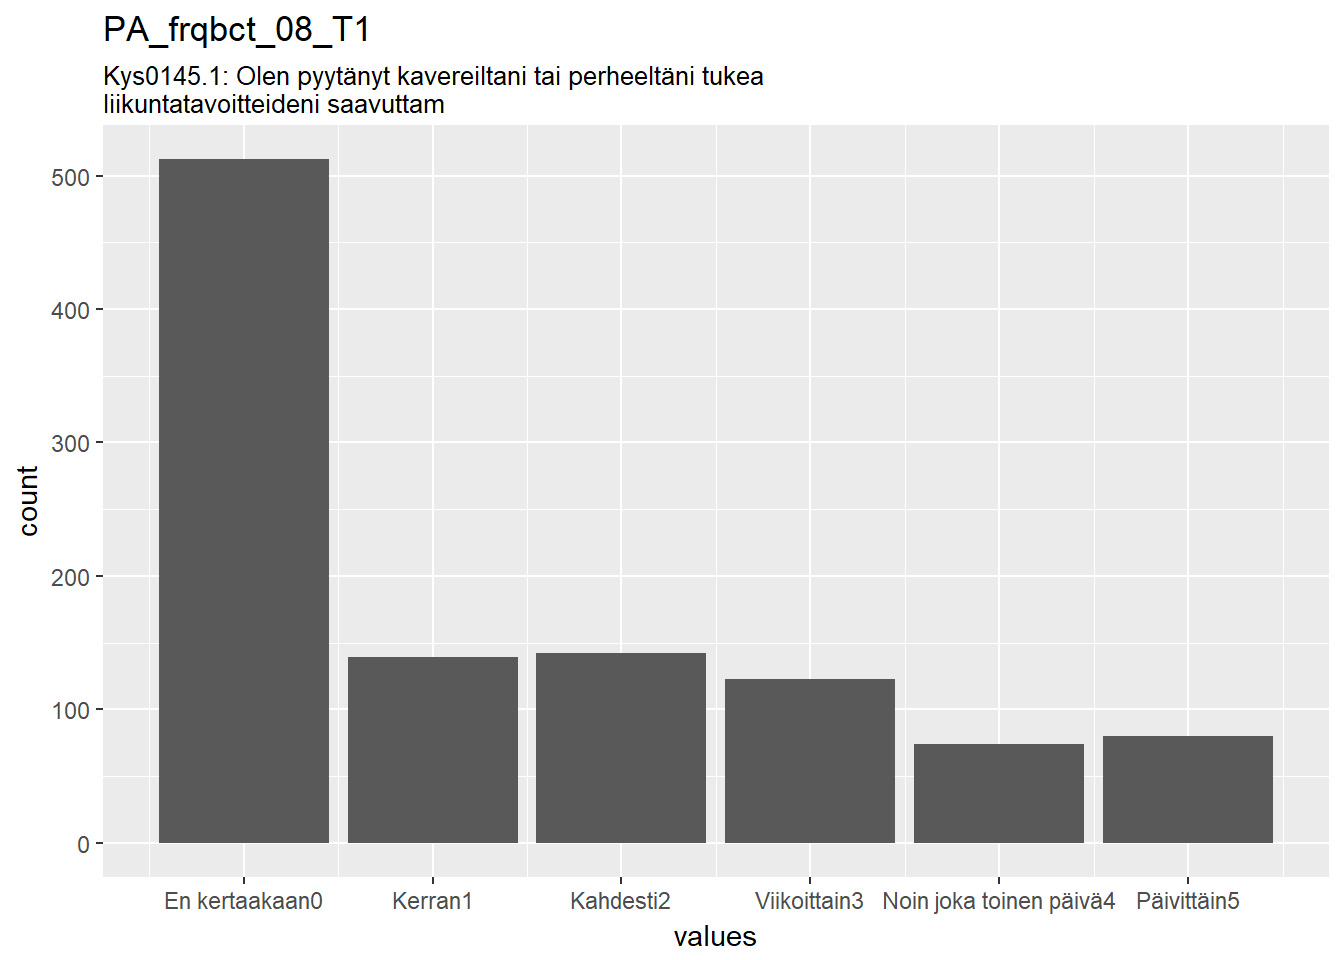 PA_frqbct_08_T1
Kys0145.1: Olen pyytänyt kavereiltani tai perheeltäni tukea
liikuntatavoitteideni saavuttam
500
400
300
200
100
0
count
En kertaakaan0 Kerran1 Kahdesti2 Viikoittain3 Noin joka toinen päivä4 Päivittäin5
values